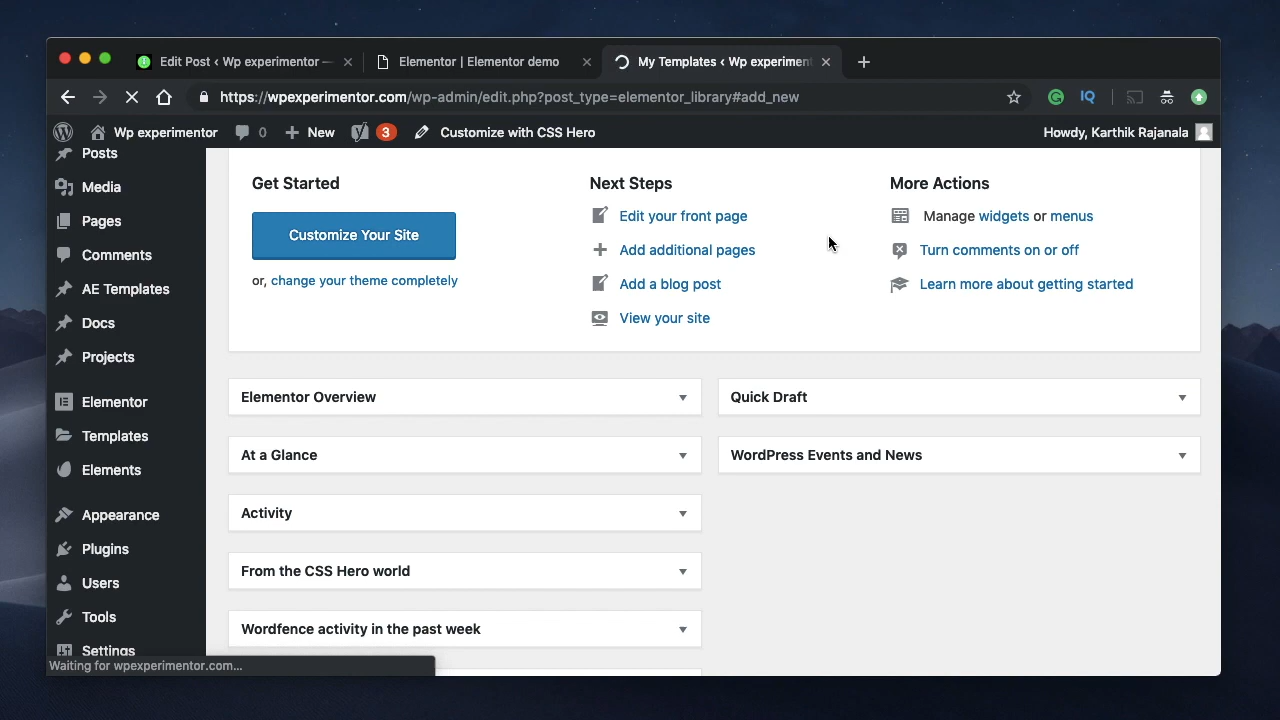 Edit Post ‹ Wp experimentor —
Elementor | Elementor demo
My Templates ‹ Wp experiment
https://wpexperimentor.com/wp-admin/edit.php?post_type=elementor_library#add_new
Wp experimentor
0
New
3
Customize with CSS Hero
Howdy, Karthik Rajanala
Posts
Media
Pages
Comments
AE Templates
Docs
Projects
Elementor
Templates
Elements
Appearance
Plugins
Users
Tools
Settings
Get Started
Customize Your Site
or, change your theme completely
Next Steps
Edit your front page
Add additional pages
Add a blog post
View your site
More Actions
Manage widgets or menus
Turn comments on or off
Learn more about getting started
Elementor Overview
At a Glance
Activity
From the CSS Hero world
Wordfence activity in the past week
Quick Draft
WordPress Events and News
Waiting for wpexperimentor.com...